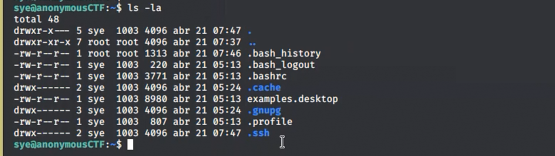 sye@anonymousCTF:~$ ls -la
total 48
drwxr-x--- 5 sye  1003 4096 abr 21 07:47 .
drwxr-xr-x 7 root root 4096 abr 21 07:37 ..
-rw-r--r-- 1 root root 1313 abr 21 07:46 .bash_history
-rw-r--r-- 1 sye  1003  220 abr 21 05:13 .bash_logout
-rw-r--r-- 1 sye  1003 3771 abr 21 05:13 .bashrc
drwx------ 2 sye  1003 4096 abr 21 05:24 .cache
-rw-r--r-- 1 sye  1003 8980 abr 21 05:13 examples.desktop
drwx------ 3 sye  1003 4096 abr 21 05:24 .gnupg
-rw-r--r-- 1 sye  1003  807 abr 21 05:13 .profile
drwx------ 2 sye  1003 4096 abr 21 07:47 .ssh
sye@anonymousCTF:~$